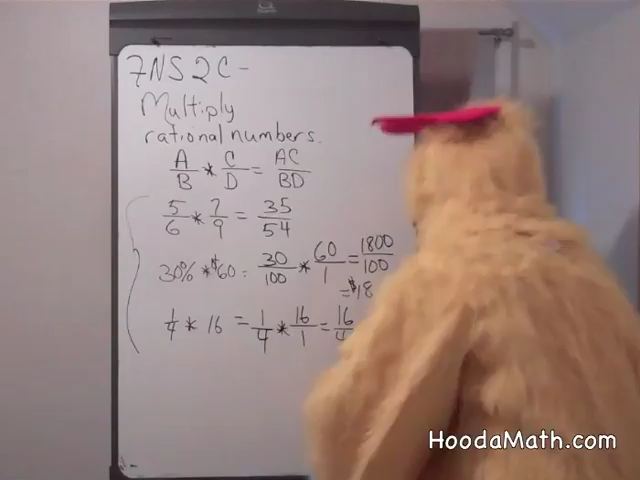 7NS2C-
Multiply
rational numbers.
A/B * C/D = AC/BD
5/6 * 7/9 = 35/54
30% * $60 = 30/100 * 60/1 = 1800/100
= $18
1/4 * 16 = 1/4 * 16/1 = 16/4
HoodaMath.com